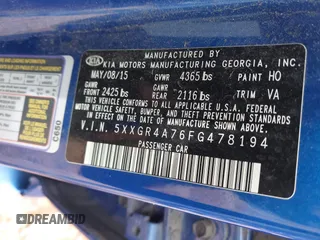 MANUFACTURED BY
KIA KIA MOTORS MANUFACTURING GEORGIA, INC.
MAY/08/15 GVWR 4365 lbs PAINT HO
GAWR
FRONT 2425 lbs GAWR REAR 2116 lbs TRIM VA
THIS VEHICLE CONFORMS TO ALL APPLICABLE U.S. FEDERAL
MOTOR VEHICLE SAFETY, BUMPER, AND THEFT PREVENTION
STANDARDS IN EFFECT ON THE DATE OF MANUFACTURE SHOWN ABOVE.
V.I.N. 5XXGR4A76FG478194
PASSENGER CAR
C680
DREAMBID